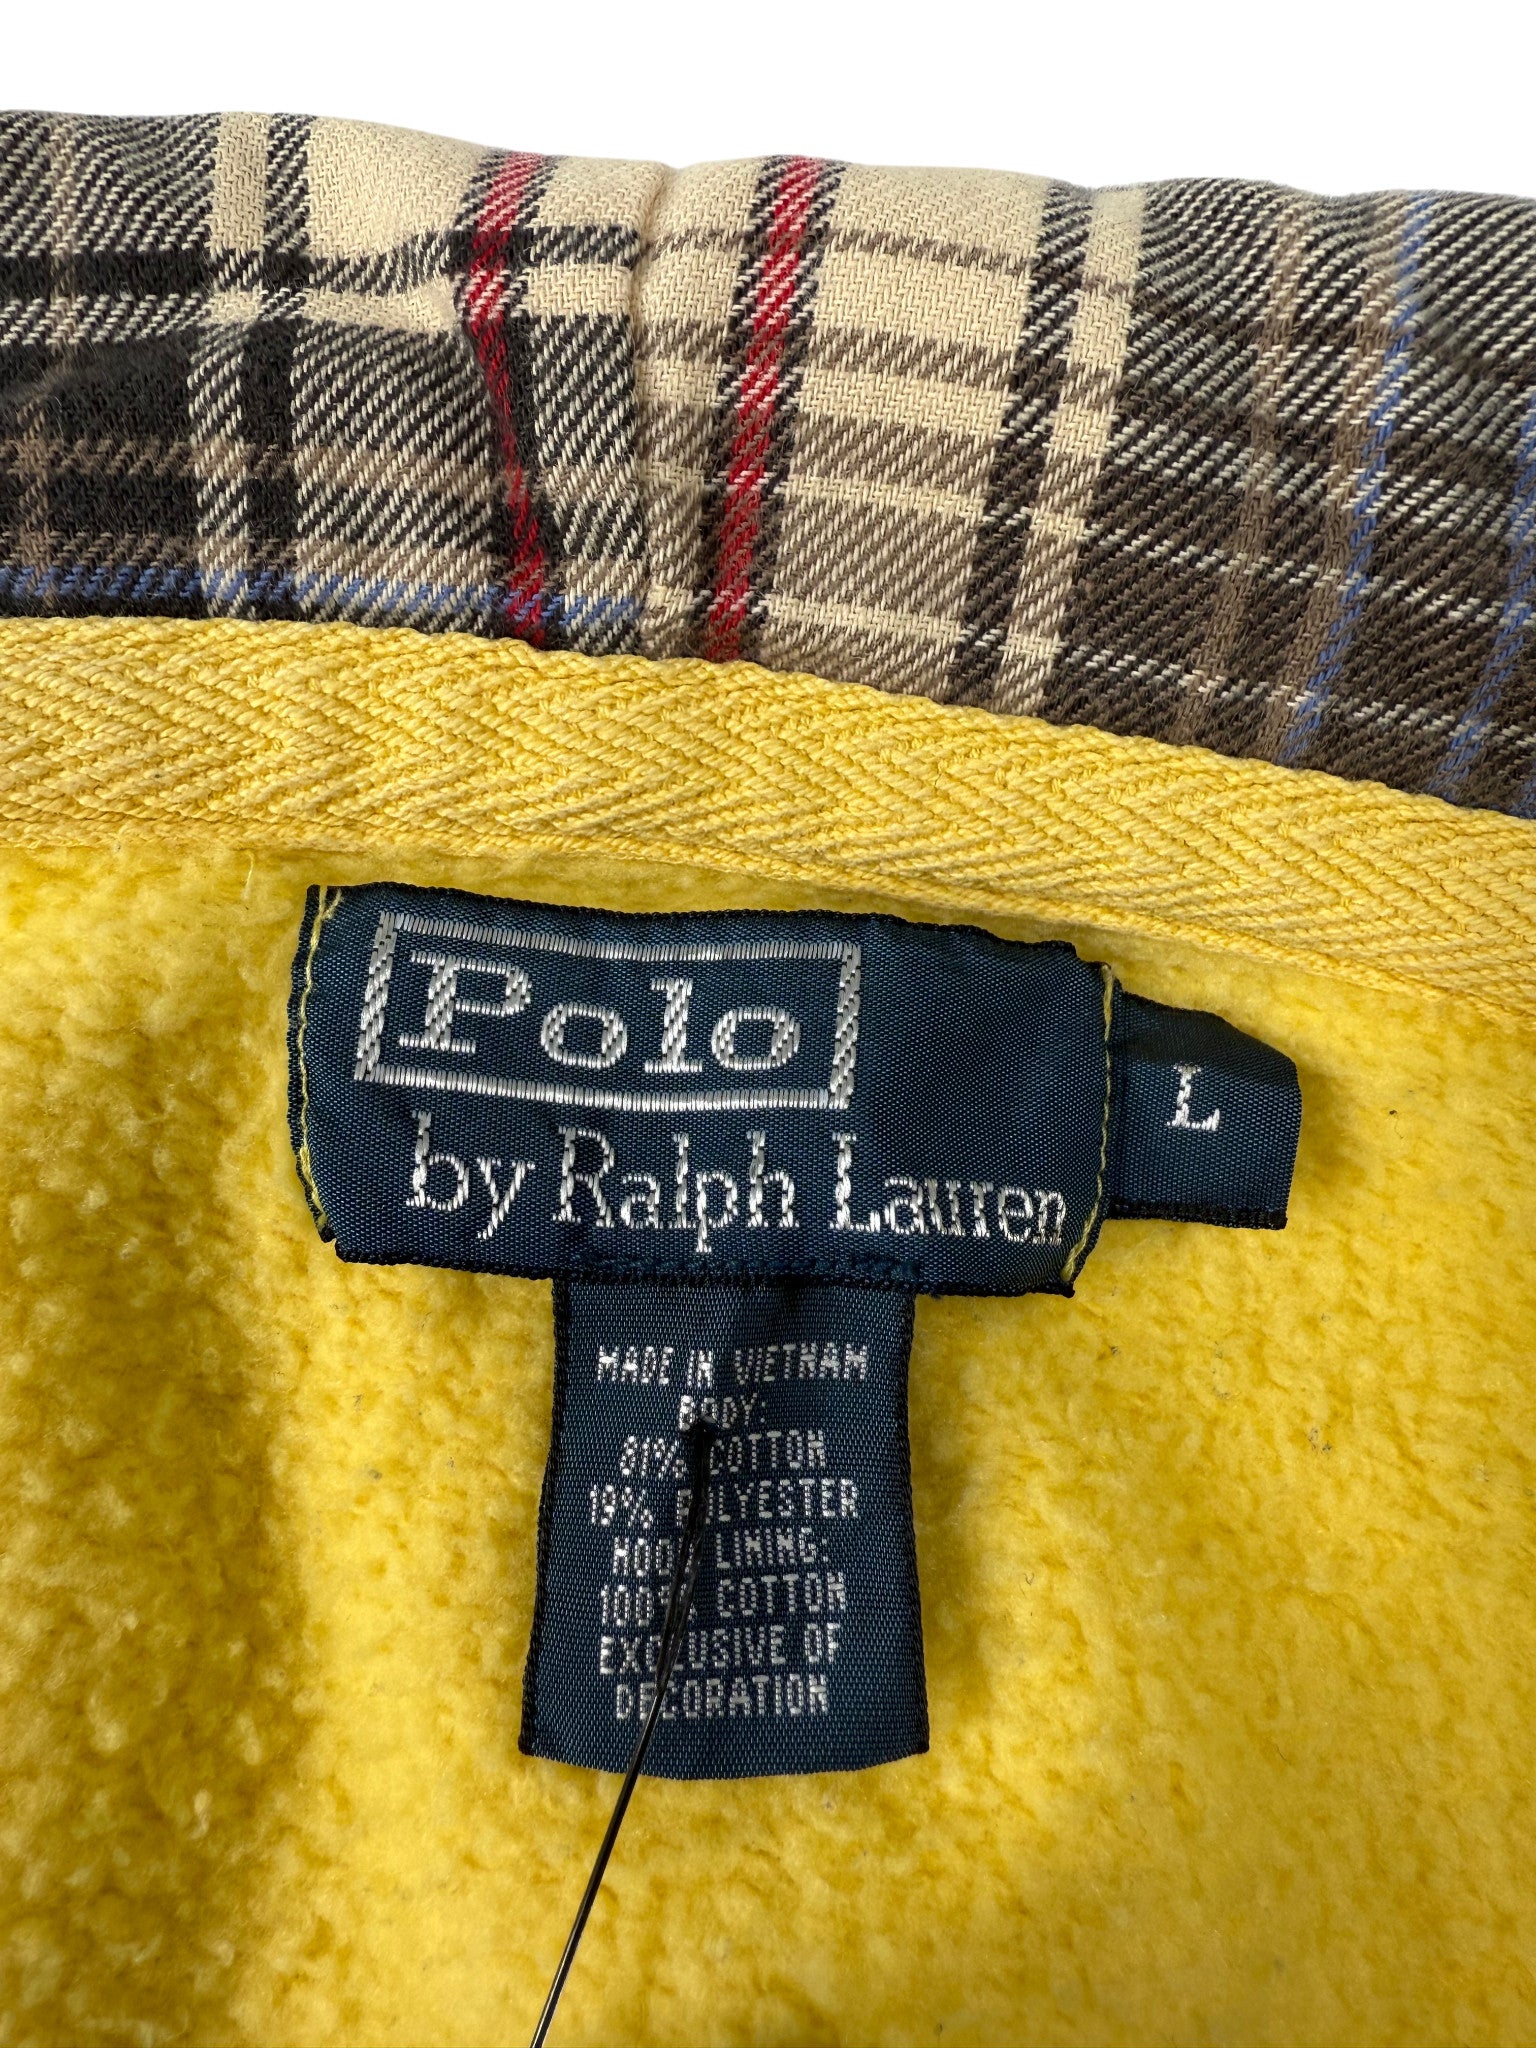 Polo
by Ralph Lauren
L
MADE IN VIETNAM
BODY:
81% COTTON
19% POLYESTER
HOOD LINING:
100% COTTON
EXCLUSIVE OF
DECORATION